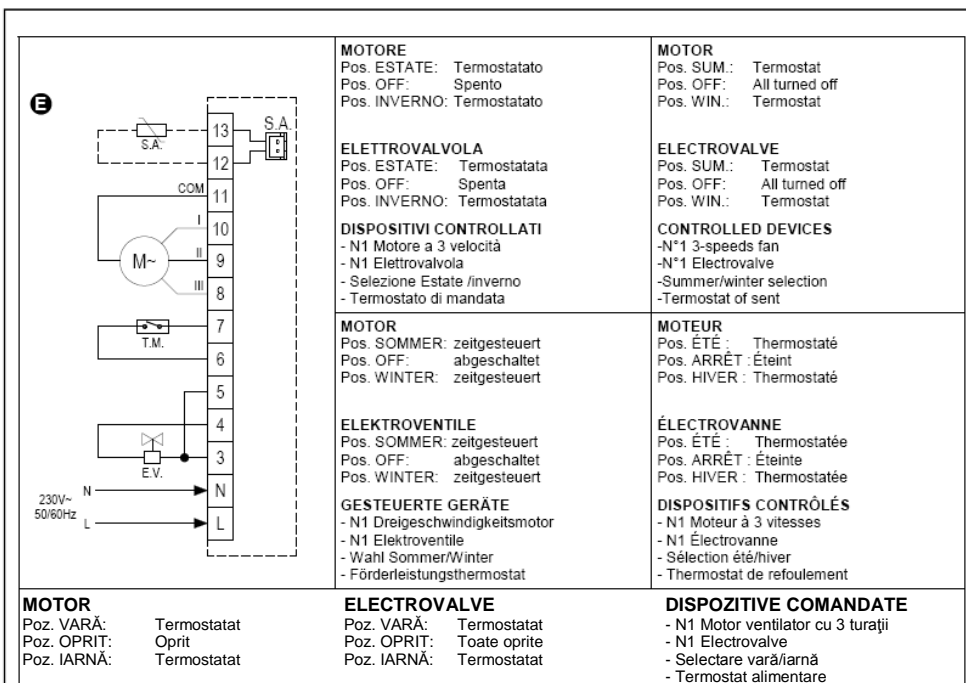 E
S.A.
13
S.A.
12
COM
11
I
10
M~
II
9
III
8
7
T.M.
6
5
4
3
E.V.
230V~
50/60Hz
N
N
L
L
MOTORE
Pos. ESTATE: Termostatato
Pos. OFF: Spento
Pos. INVERNO: Termostatato
ELETTROVALVOLA
Pos. ESTATE: Termostatata
Pos. OFF: Spenta
Pos. INVERNO: Termostatata
DISPOSITIVI CONTROLLATI
- N1 Motore a 3 velocità
- N1 Elettrovalvola
- Selezione Estate /inverno
- Termostato di mandata
MOTOR
Pos. SUM.: Termostat
Pos. OFF: All turned off
Pos. WIN.: Termostat
ELECTROVALVE
Pos. SUM.: Termostat
Pos. OFF: All turned off
Pos. WIN.: Termostat
CONTROLLED DEVICES
-N°1 3-speeds fan
-N°1 Electrovalve
-Summer/winter selection
-Termostat of sent
MOTOR
Pos. SOMMER: zeitgesteuert
Pos. OFF: abgeschaltet
Pos. WINTER: zeitgesteuert
ELEKTROVENTILE
Pos. SOMMER: zeitgesteuert
Pos. OFF: abgeschaltet
Pos. WINTER: zeitgesteuert
GESTEUERTE GERÄTE
- N1 Dreigeschwindigkeitsmotor
- N1 Elektroventile
- Wahl Sommer/Winter
- Förderleistungsthermostat
MOTEUR
Pos. ÉTÉ : Thermostaté
Pos. ARRÊT : Éteint
Pos. HIVER : Thermostaté
ÉLECTROVANNE
Pos. ÉTÉ : Thermostatée
Pos. ARRÊT : Éteinte
Pos. HIVER : Thermostatée
DISPOSITIFS CONTRÔLÉS
- N1 Moteur à 3 vitesses
- N1 Électrovanne
- Sélection été/hiver
- Thermostat de refoulement
MOTOR
Poz. VARĂ: Termostatat
Poz. OPRIT: Oprit
Poz. IARNĂ: Termostatat
ELECTROVALVE
Poz. VARĂ: Termostatat
Poz. OPRIT: Toate oprite
Poz. IARNĂ: Termostatat
DISPOZITIVE COMANDATE
- N1 Motor ventilator cu 3 turaţii
- N1 Electrovalve
- Selectare vară/iarnă
- Termostat alimentare